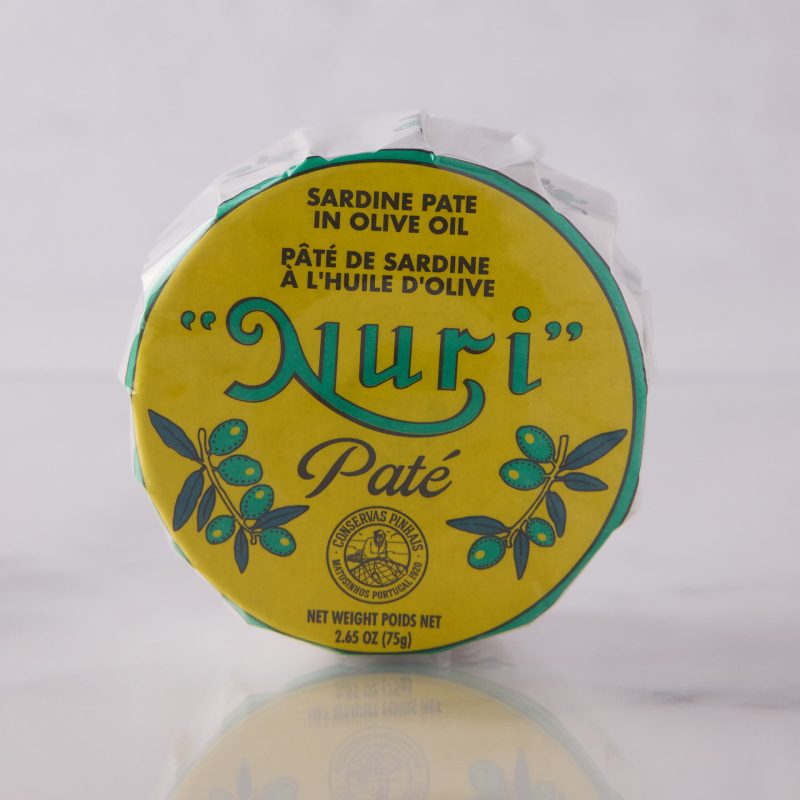 SARDINE PATE
IN OLIVE OIL
PÂTÉ DE SARDINE
À L'HUILE D'OLIVE
"Nuri"
Paté
CONSERVAS PINHAIS
MATOSINHOS PORTUGAL 1920
NET WEIGHT POIDS NET
2.65 OZ (75g)